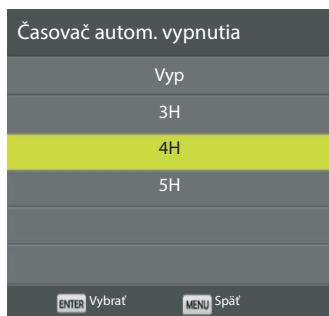 Časovač autom. vypnutia
Vyp
3H
4H
5H
ENTER Vybrať MENU Späť